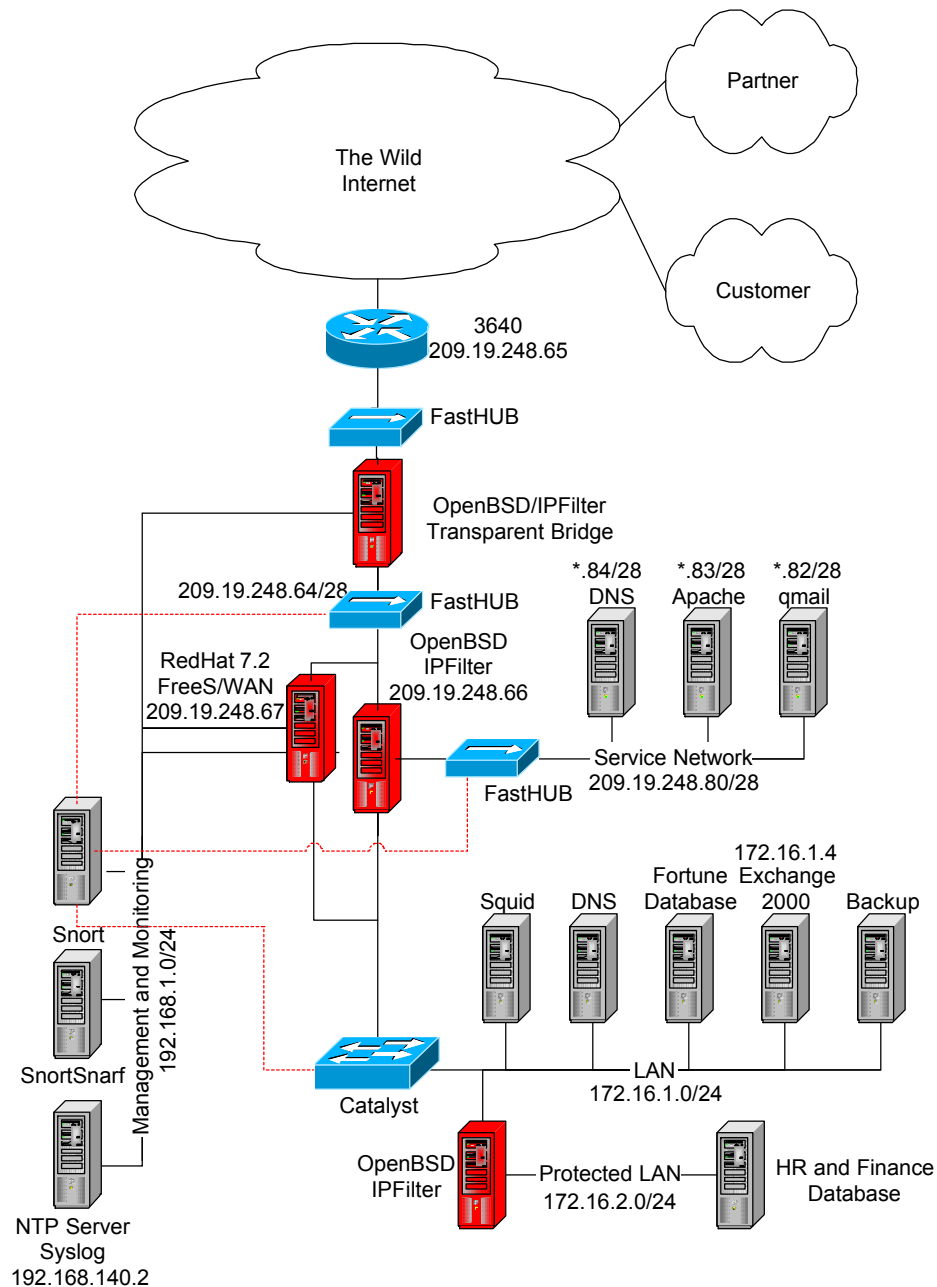 Partner
The Wild
Internet
Customer
3640
209.19.248.65
FastHUB
OpenBSD/IPFilter
Transparent Bridge
209.19.248.64/28
FastHUB
*.84/28
DNS
*.83/28
Apache
*.82/28
qmail
RedHat 7.2
FreeS/WAN
209.19.248.67
OpenBSD
IPFilter
209.19.248.66
Service Network
209.19.248.80/28
FastHUB
Snort
Management and Monitoring
192.168.1.0/24
SnortSnarf
NTP Server
Syslog
192.168.140.2
Squid
DNS
Fortune
Database
172.16.1.4
Exchange
2000
Backup
Catalyst
LAN
172.16.1.0/24
OpenBSD
IPFilter
Protected LAN
172.16.2.0/24
HR and Finance
Database